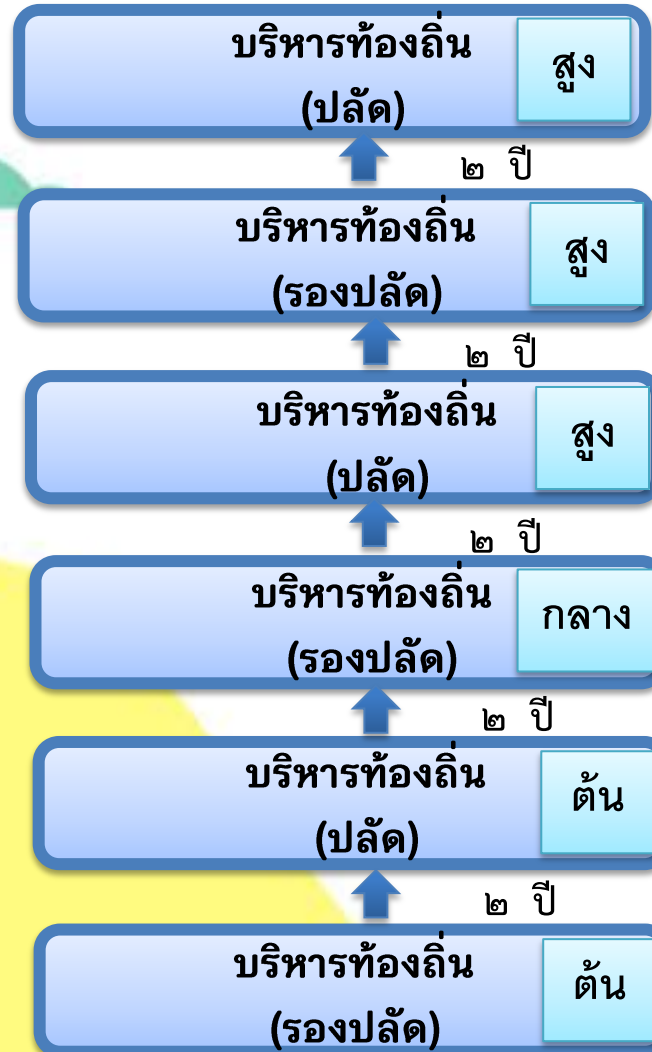 บริหารท้องถิ่น
(ปลัด)
สูง
๒ ปี
บริหารท้องถิ่น
(รองปลัด)
สูง
๒ ปี
บริหารท้องถิ่น
(ปลัด)
สูง
๒ ปี
บริหารท้องถิ่น
(รองปลัด)
กลาง
๒ ปี
บริหารท้องถิ่น
(ปลัด)
ต้น
๒ ปี
บริหารท้องถิ่น
(รองปลัด)
ต้น